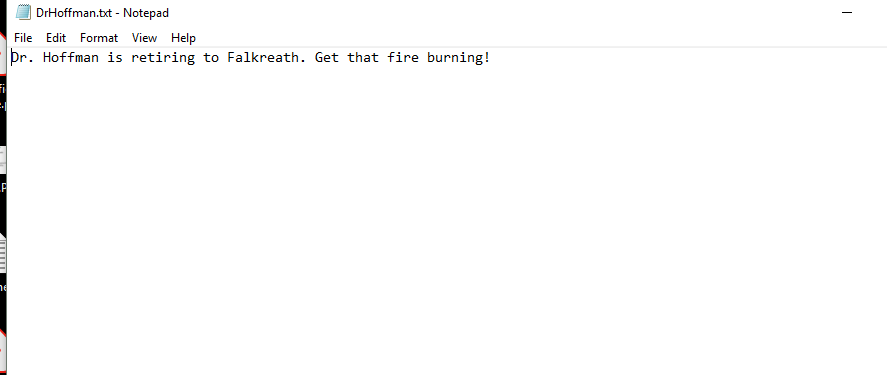 DrHoffman.txt - Notepad
File Edit Format View Help
Dr. Hoffman is retiring to Falkreath. Get that fire burning!